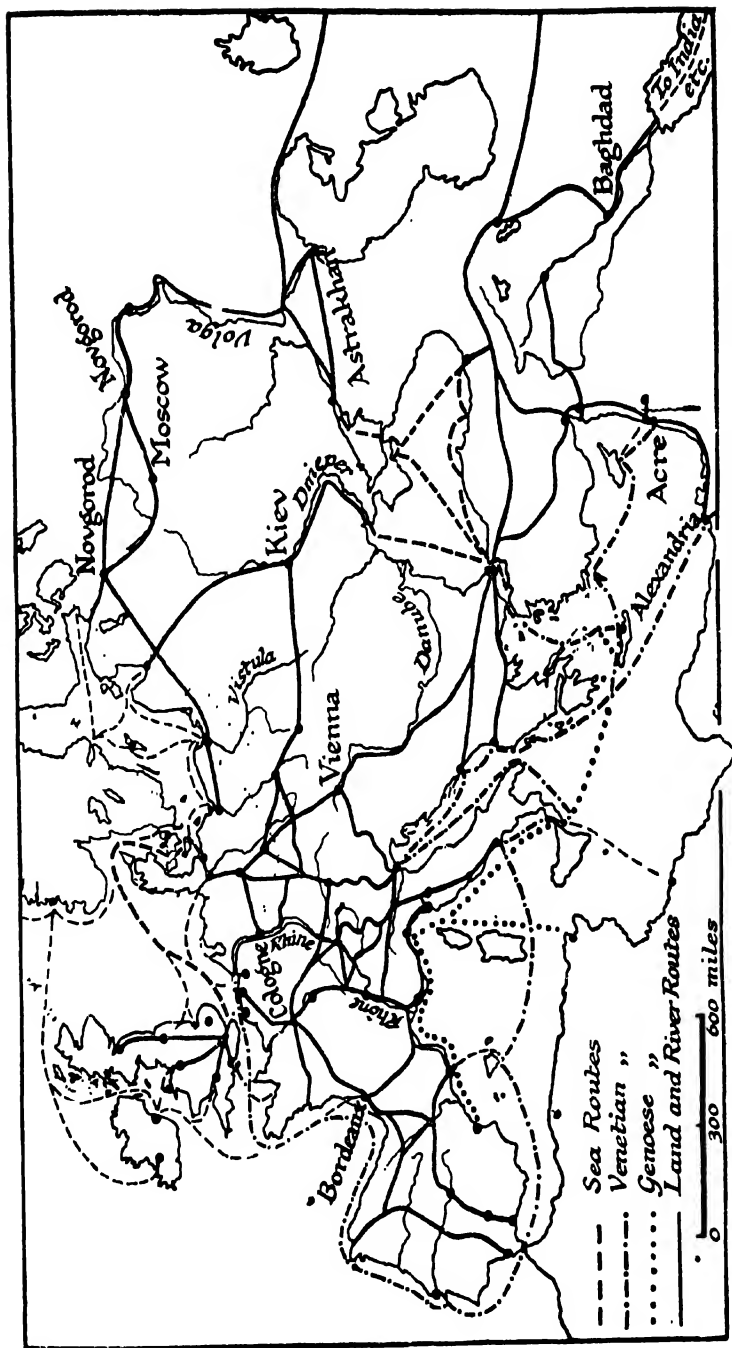 Novgorod
Novgorod
Moscow
Volga
Astrakhan
Kiev
Dnieper
Vistula
Vienna
Danube
Cologne
Rhine
Rhone
Bordeaux
Baghdad
To India
etc.
Acre
Alexandria
Sea Routes
Venetian „
Genoese „
Land and River Routes
0 300 600 miles